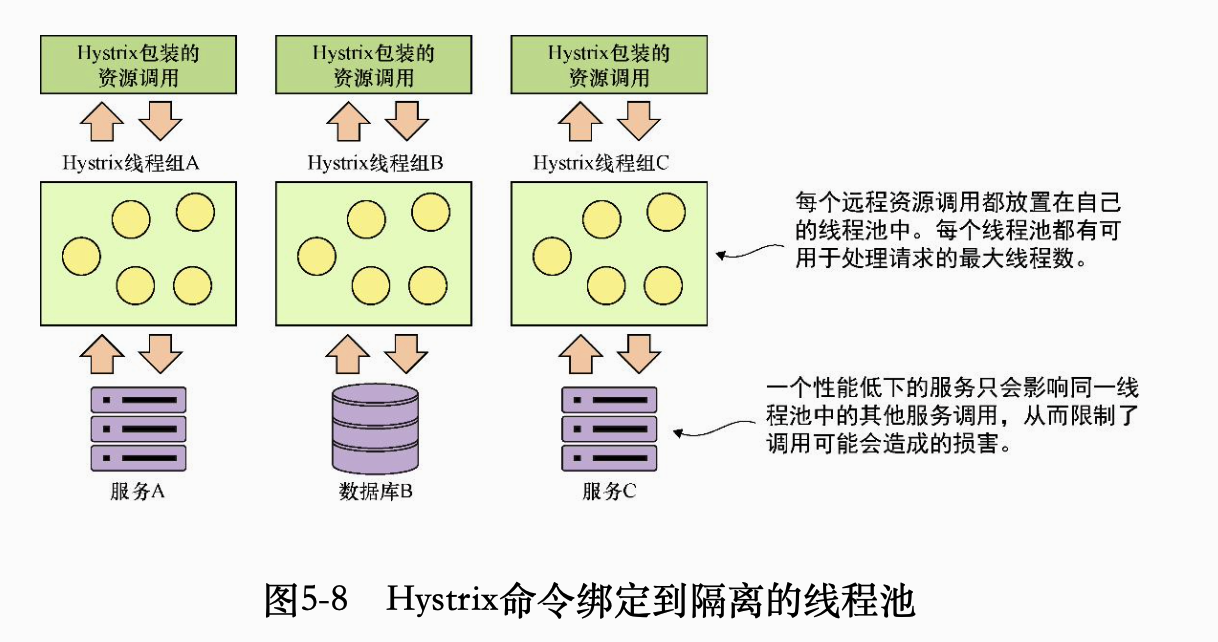 Hystrix包装的
资源调用
Hystrix包装的
资源调用
Hystrix包装的
资源调用
Hystrix线程组A
Hystrix线程组B
Hystrix线程组C
每个远程资源调用都放置在自己
的线程池中。每个线程池都有可
用于处理请求的最大线程数。
一个性能低下的服务只会影响同一线
程池中的其他服务调用，从而限制了
调用可能会造成的损害。
服务A
数据库B
服务C
图5-8 Hystrix命令绑定到隔离的线程池